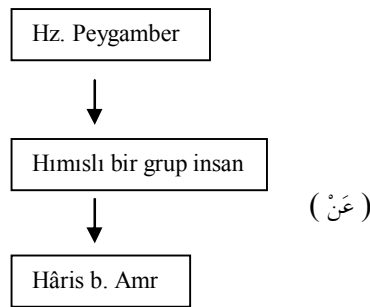 Hz. Peygamber
Hımıslı bir grup insan
( عَنْ )
Hâris b. Amr